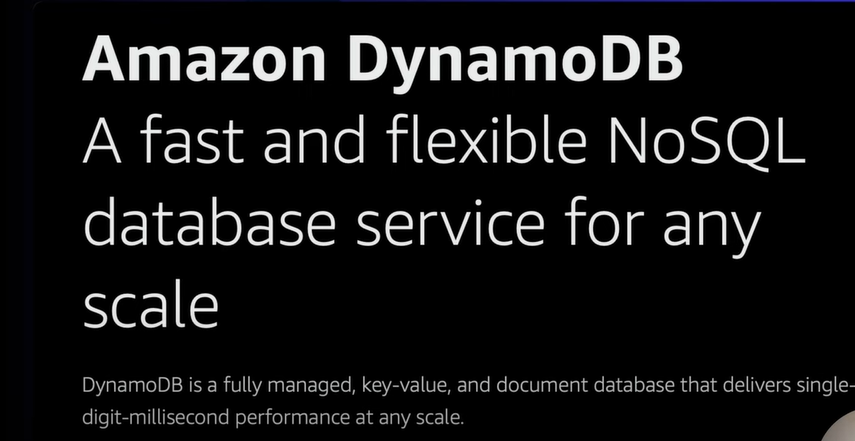 Amazon DynamoDB
A fast and flexible NoSQL
database service for any
scale
DynamoDB is a fully managed, key-value, and document database that delivers single-
digit-millisecond performance at any scale.